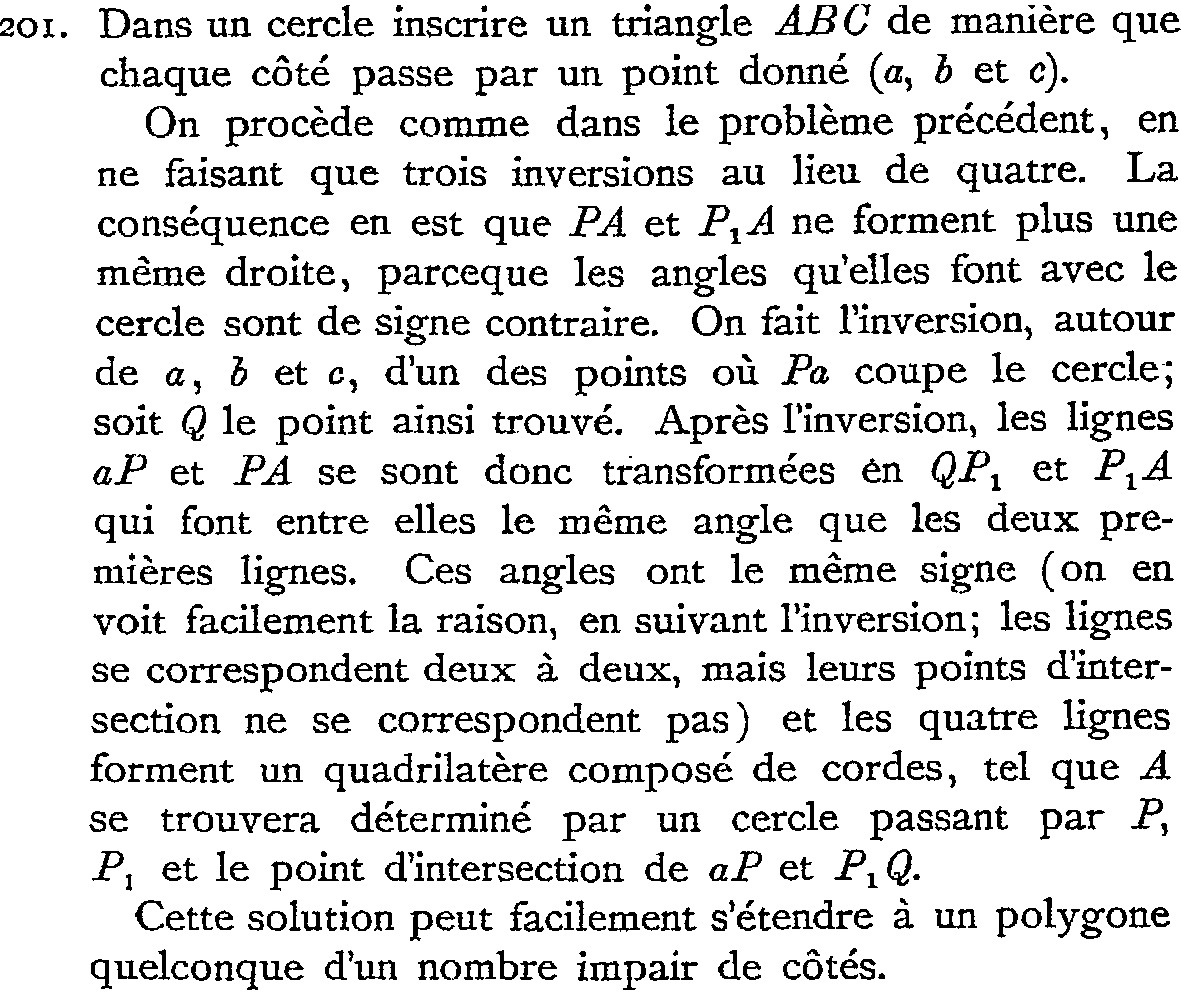 201. Dans un cercle inscrire un triangle ABC de manière que
chaque côté passe par un point donné (a, b et c).
On procède comme dans le problème précédent, en
ne faisant que trois inversions au lieu de quatre. La
conséquence en est que PA et P₁A ne forment plus une
même droite, parceque les angles qu'elles font avec le
cercle sont de signe contraire. On fait l'inversion, autour
de a, b et c, d'un des points où Pa coupe le cercle;
soit Q le point ainsi trouvé. Après l'inversion, les lignes
aP et PA se sont donc transformées en QP₁ et P₁A
qui font entre elles le même angle que les deux pre-
mières lignes. Ces angles ont le même signe (on en
voit facilement la raison, en suivant l'inversion; les lignes
se correspondent deux à deux, mais leurs points d'inter-
section ne se correspondent pas) et les quatre lignes
forment un quadrilatère composé de cordes, tel que A
se trouvera déterminé par un cercle passant par P,
P₁ et le point d'intersection de aP et P₁Q.
Cette solution peut facilement s'étendre à un polygone
quelconque d'un nombre impair de côtés.